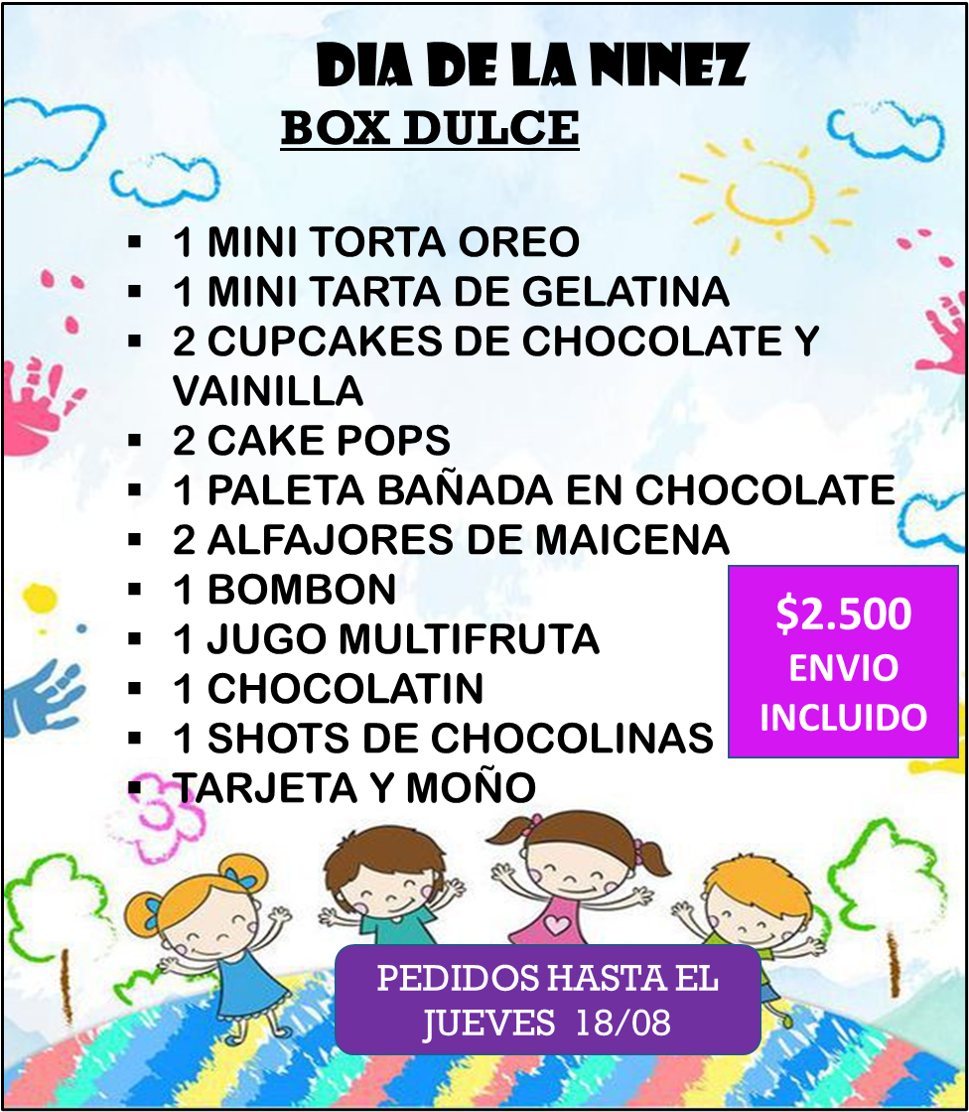 DIA DE LA NINEZ
BOX DULCE
▪ 1 MINI TORTA OREO
▪ 1 MINI TARTA DE GELATINA
▪ 2 CUPCAKES DE CHOCOLATE Y
VAINILLA
▪ 2 CAKE POPS
▪ 1 PALETA BAÑADA EN CHOCOLATE
▪ 2 ALFAJORES DE MAICENA
▪ 1 BOMBON
▪ 1 JUGO MULTIFRUTA
▪ 1 CHOCOLATIN
▪ 1 SHOTS DE CHOCOLINAS
▪ TARJETA Y MOÑO
$2.500
ENVIO
INCLUIDO
PEDIDOS HASTA EL
JUEVES 18/08